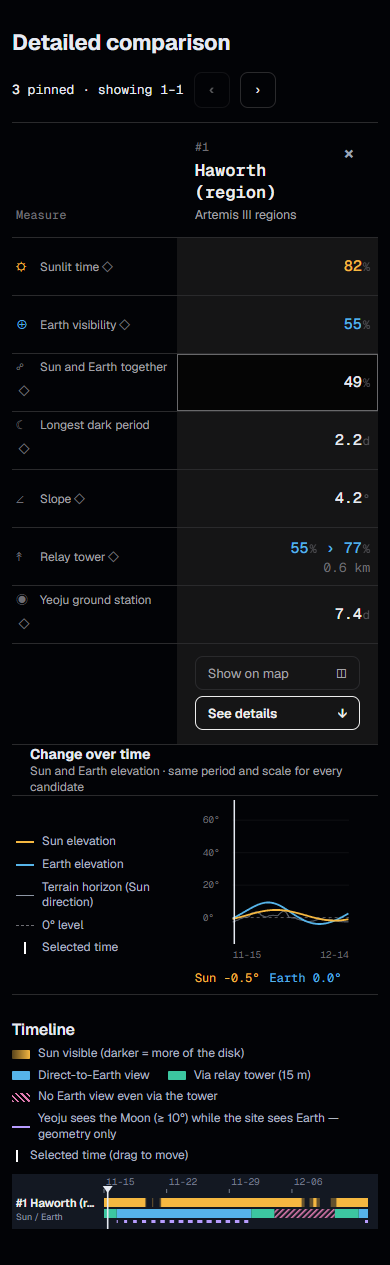 Detailed comparison
3 pinned · showing 1–1 ‹ ›
#1
×
Haworth
(region)
Measure
Artemis III regions
Sunlit time ◇ 82%
Earth visibility ◇ 55%
Sun and Earth together
◇
49%
Longest dark period
◇
2.2d
Slope ◇ 4.2°
Relay tower ◇
55% › 77%
0.6 km
Yeoju ground station
◇
7.4d
Show on map
See details ↓
Change over time
Sun and Earth elevation · same period and scale for every
candidate
Sun elevation
Earth elevation
Terrain horizon (Sun
direction)
0° level
Selected time
60°
40°
20°
0°
11-15 12-14
Sun -0.5° Earth 0.0°
Timeline
Sun visible (darker = more of the disk)
Direct-to-Earth view Via relay tower (15 m)
No Earth view even via the tower
Yeoju sees the Moon (≥ 10°) while the site sees Earth —
geometry only
Selected time (drag to move)
11-15 11-22 11-29 12-06
#1 Haworth (r…
Sun / Earth